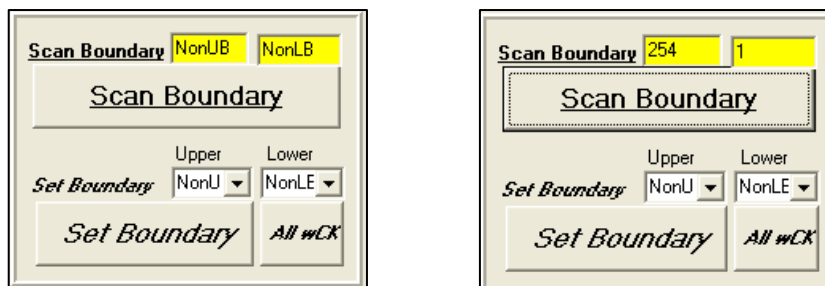 Scan Boundary NonUB NonLB
Scan Boundary
Upper Lower
Set Boundary NonU NonLE
Set Boundary All wCK
Scan Boundary 254 1
Scan Boundary
Upper Lower
Set Boundary NonU NonLE
Set Boundary All wCK